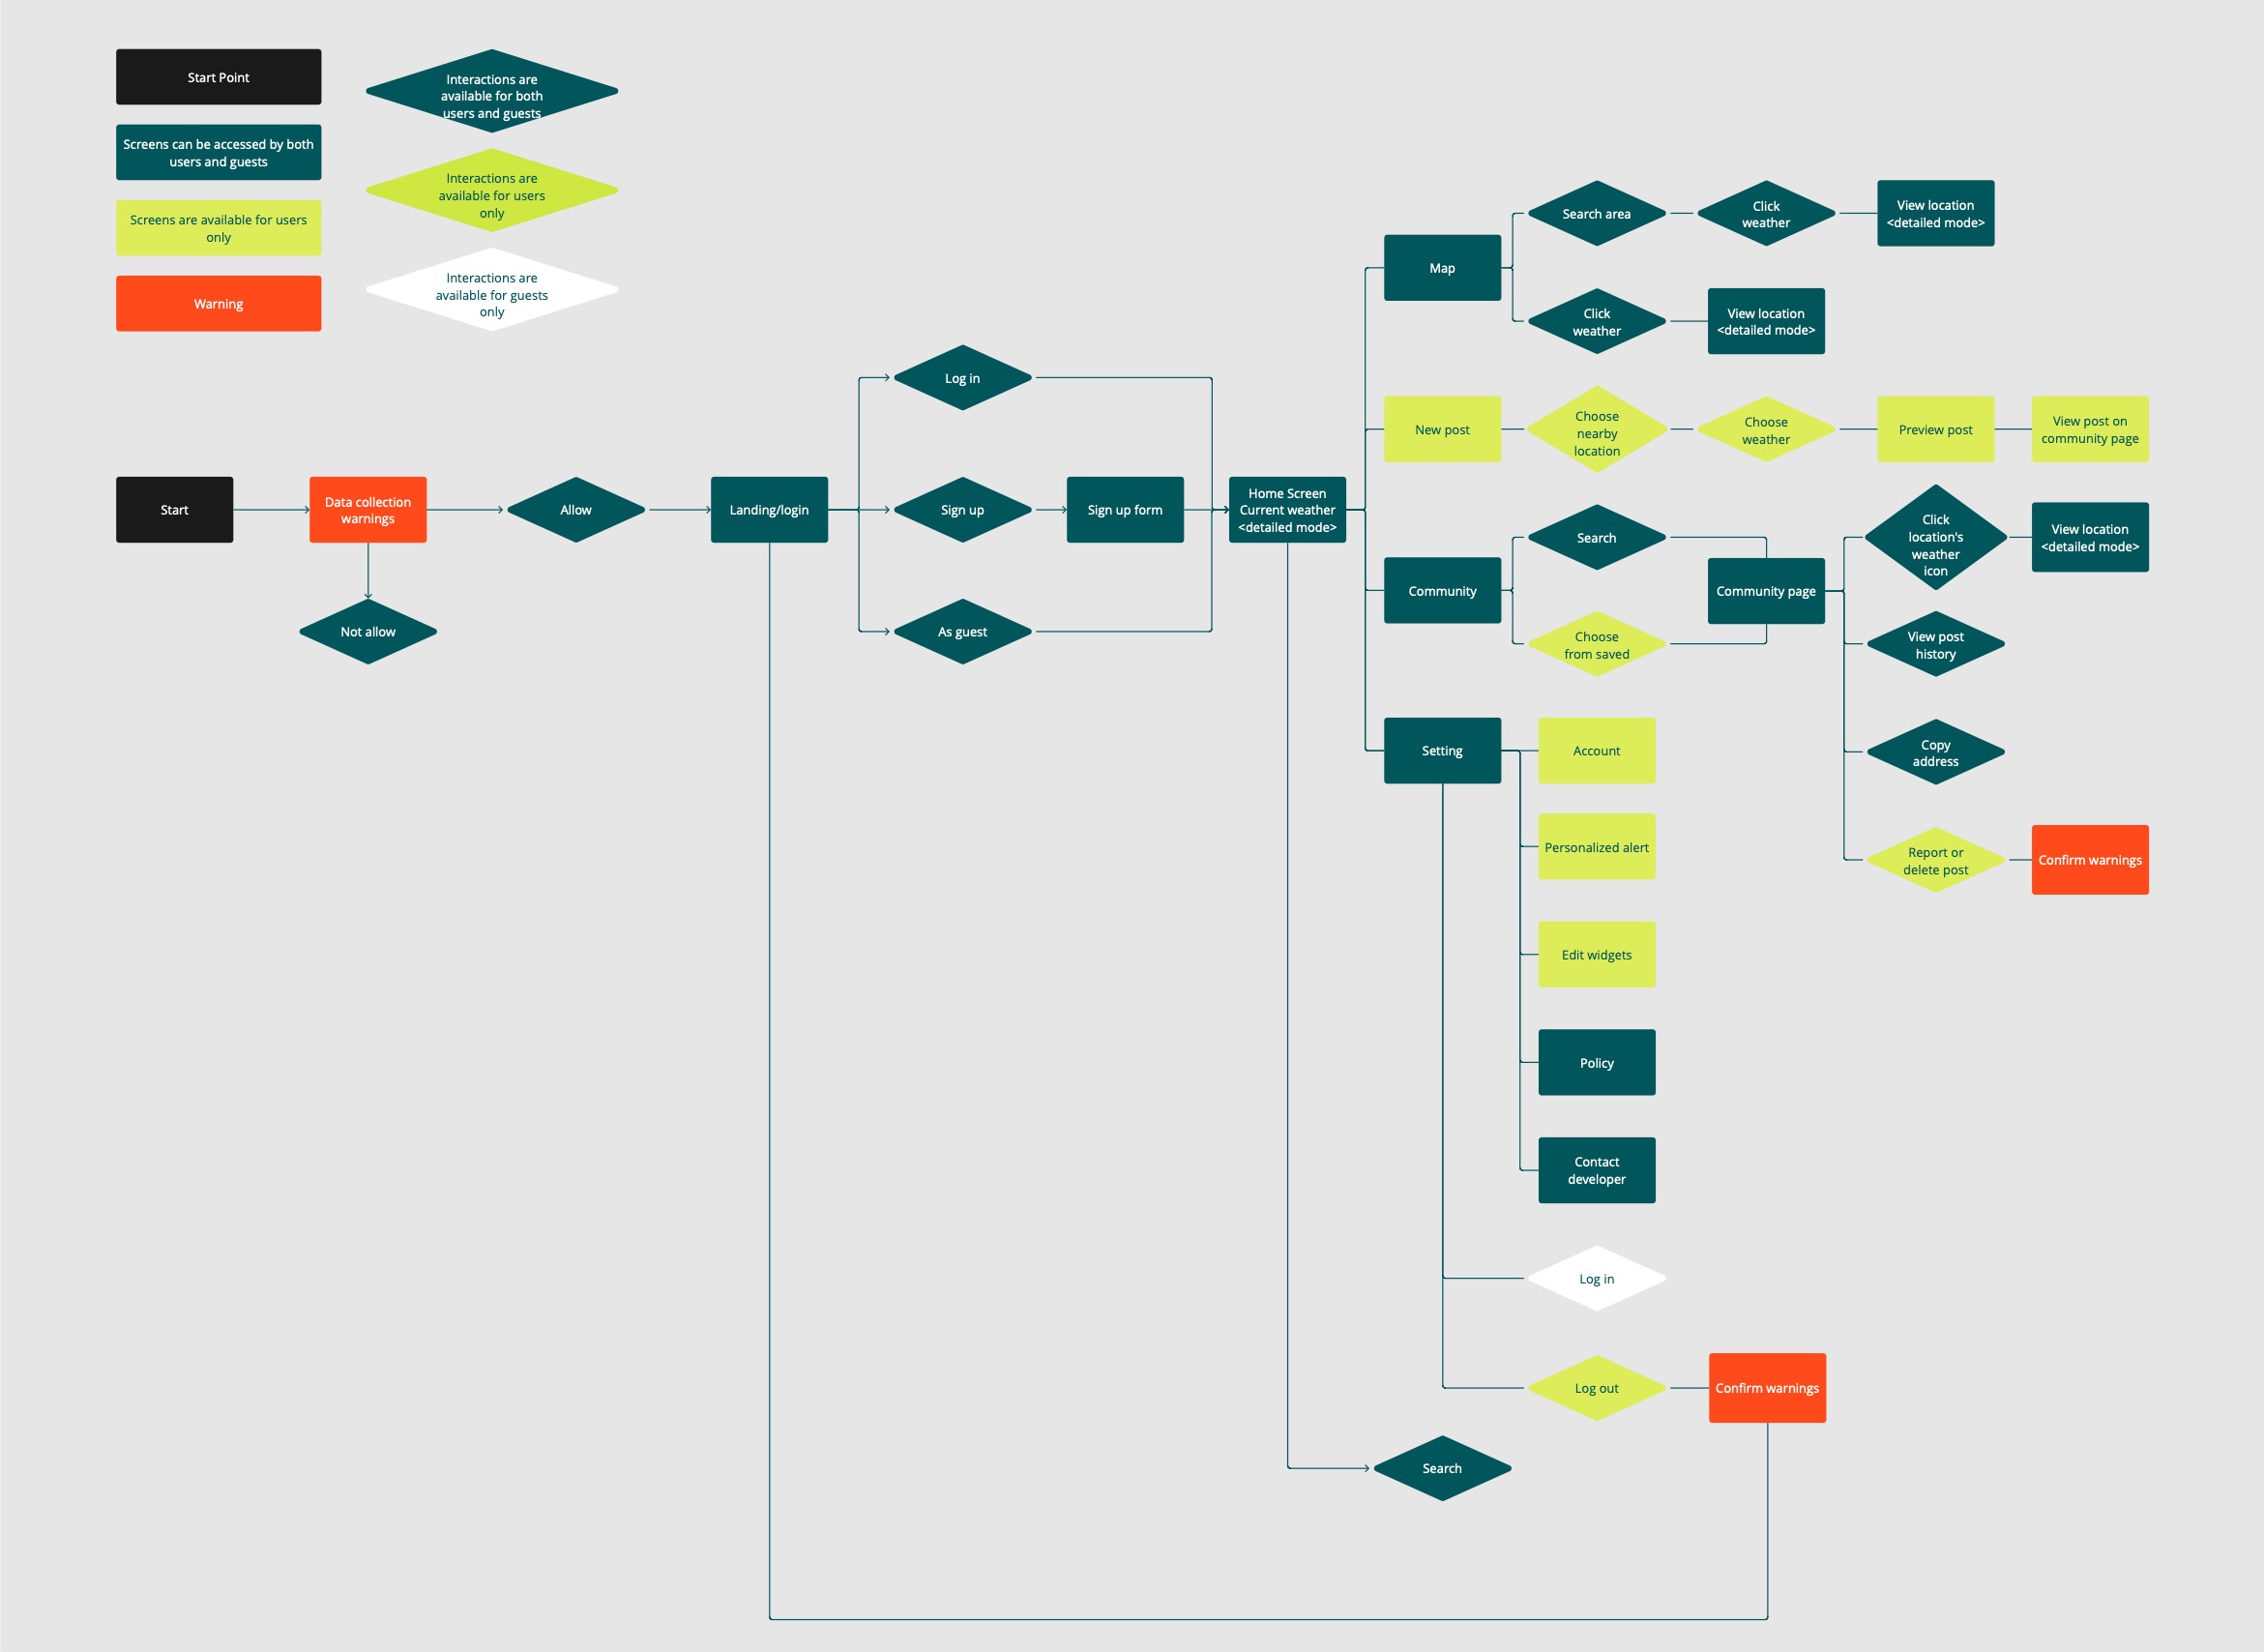 Start Point
Interactions are
available for both
users and guests
Screens can be accessed by both
users and guests
Interactions are
available for users
only
Screens are available for users
only
Interactions are
available for guests
only
Warning
Start
Data collection
warnings
Allow
Not allow
Landing/login
Log in
Sign up
Sign up form
As guest
Home Screen
Current weather
<detailed mode>
Map
Search area
Click
weather
View location
<detailed mode>
Click
weather
View location
<detailed mode>
New post
Choose
nearby
location
Choose
weather
Preview post
View post on
community page
Community
Search
Choose
from saved
Community page
Click
location's
weather
icon
View location
<detailed mode>
View post
history
Copy
address
Report or
delete post
Confirm warnings
Setting
Account
Personalized alert
Edit widgets
Policy
Contact
developer
Log in
Log out
Confirm warnings
Search